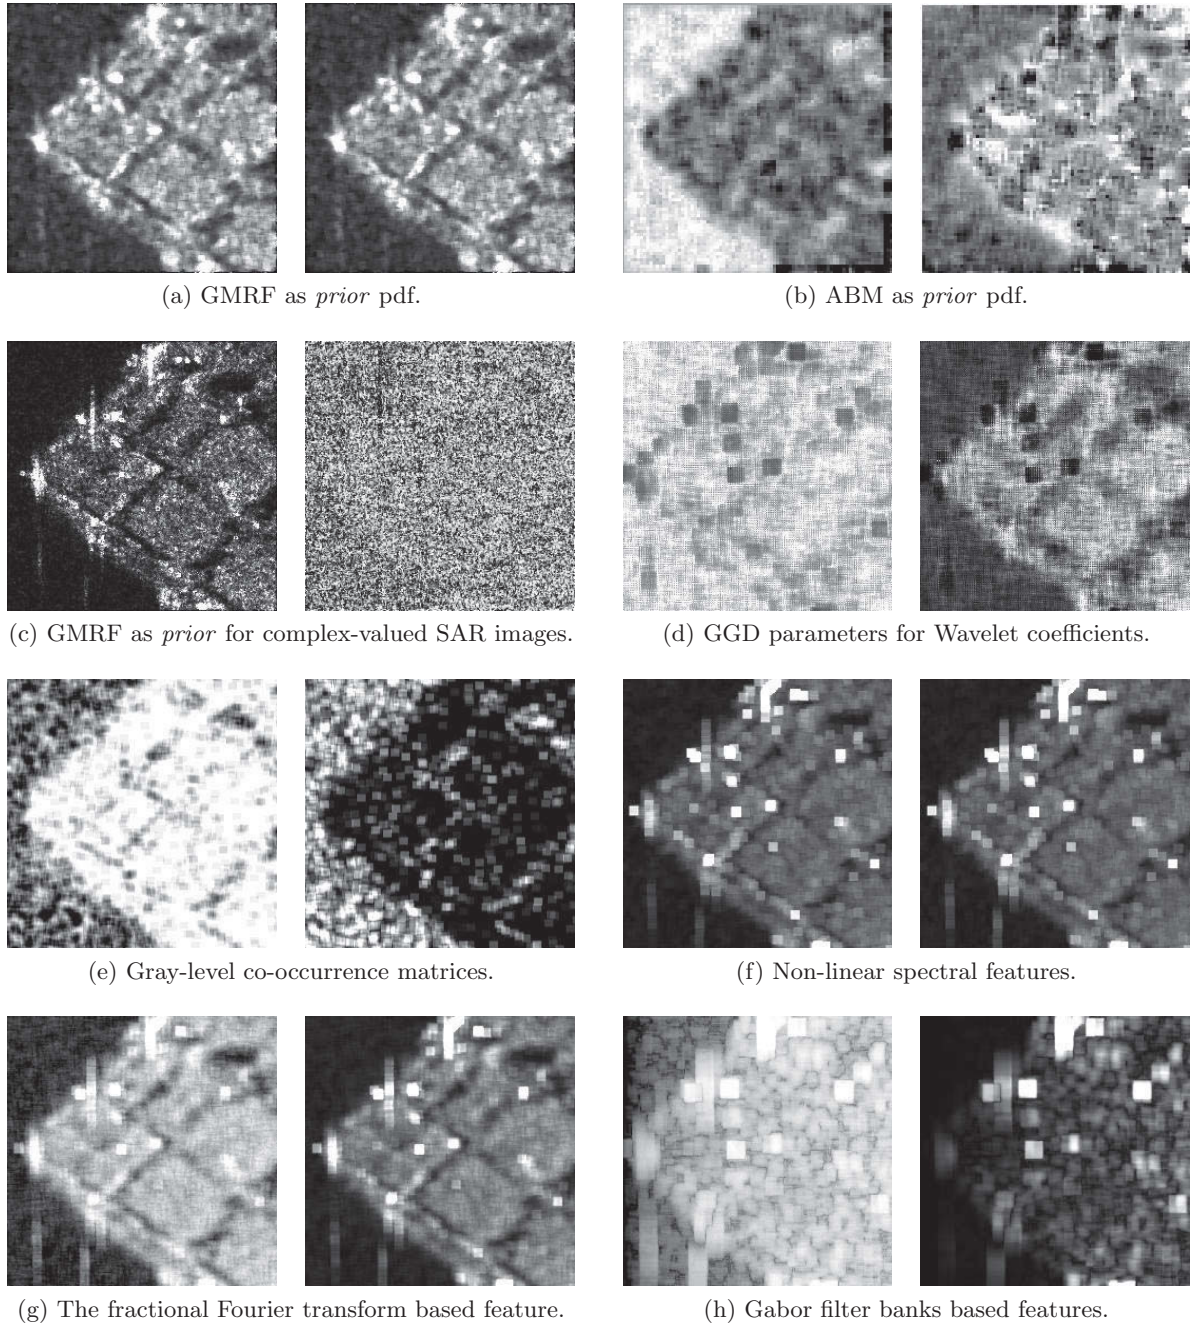 (a) GMRF as prior pdf.
(b) ABM as prior pdf.
(c) GMRF as prior for complex-valued SAR images.
(d) GGD parameters for Wavelet coefficients.
(e) Gray-level co-occurrence matrices.
(f) Non-linear spectral features.
(g) The fractional Fourier transform based feature.
(h) Gabor filter banks based features.